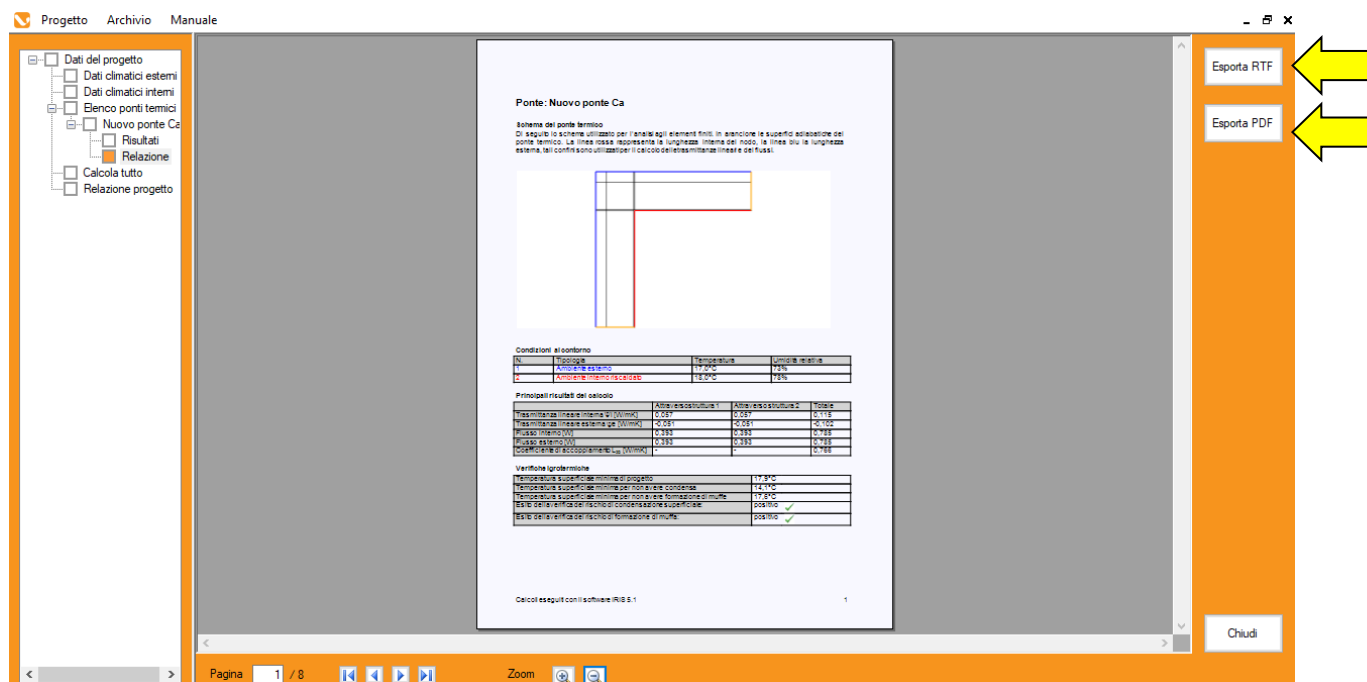 Progetto Archivio Manuale
Dati del progetto
Dati climatici esterni
Dati climatici interni
Elenco ponti termici
Nuovo ponte Ca
Risultati
Relazione
Calcola tutto
Relazione progetto
Ponte: Nuovo ponte Ca
Schema del ponte termico
Di seguito lo schema utilizzato per l'analisi agli elementi finiti. In arancione le superfici adiabatiche del
ponte termico. La linea rossa rappresenta la lunghezza interna del nodo, la linea blu la lunghezza
esterna, tali confini sono utilizzati per il calcolo delle trasmittanze lineari e dei flussi.
Condizioni al contorno
N. Tipologia Temperatura Umidità relativa
1 Ambiente esterno 17,0°C 73%
2 Ambiente interno riscaldato 18,0°C 78%
Principali risultati del calcolo
Attraverso struttura 1 Attraverso struttura 2 Totale
Trasmittanza lineare interna Ψi [W/mK] 0,057 0,057 0,115
Trasmittanza lineare esterna ψe [W/mK] -0,051 -0,051 -0,102
Flusso interno [W] 0,393 0,393 0,785
Flusso esterno [W] 0,393 0,393 0,785
Coefficiente di accoppiamento L2D [W/mK] - - 0,766
Verifiche igrotermiche
Temperatura superficiale minima di progetto 17,9°C
Temperatura superficiale minima per non avere condensa 14,1°C
Temperatura superficiale minima per non avere formazione di muffa 17,6°C
Esito della verifica del rischio di condensazione superficiale: positivo
Esito della verifica del rischio di formazione di muffa: positivo
Calcoli eseguiti con il software IRIS 5.1 1
Esporta RTF
Esporta PDF
Chiudi
Pagina 1 / 8 Zoom